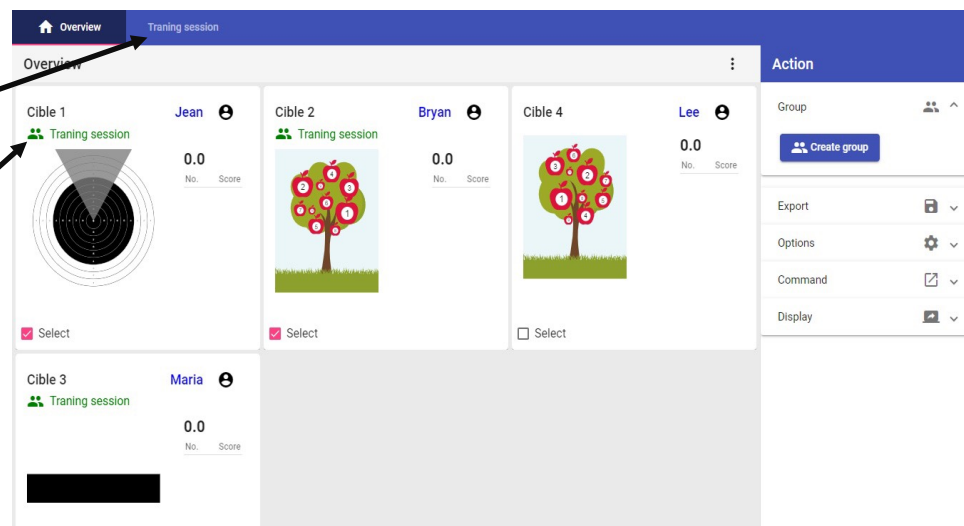 Overview Traning session
Overview
Action
Cible 1 Jean
Traning session
0.0
No. Score
Select
Cible 2 Bryan
Traning session
0.0
No. Score
Select
Cible 4 Lee
0.0
No. Score
Select
Cible 3 Maria
Traning session
0.0
No. Score
Group
Create group
Export
Options
Command
Display